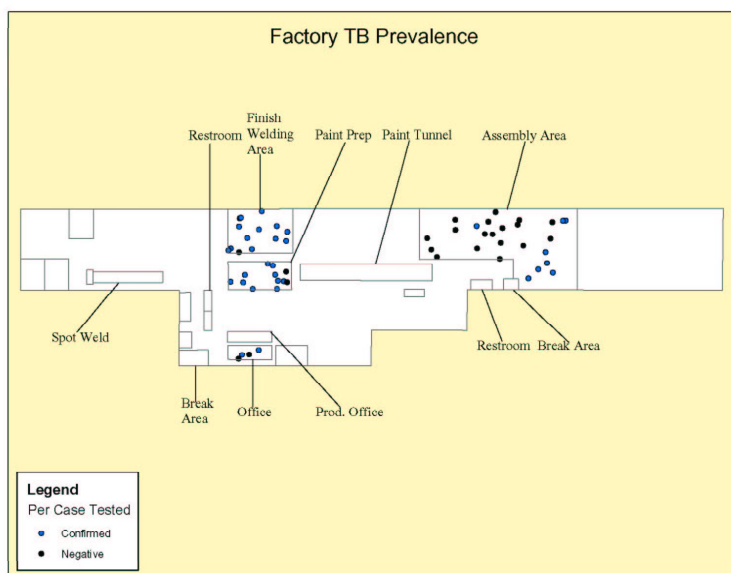 Factory TB Prevalence
Restroom
Finish
Welding
Area
Paint Prep
Paint Tunnel
Assembly Area
Spot Weld
Break
Area
Office
Prod. Office
Restroom
Break Area
Legend
Per Case Tested
Confirmed
Negative